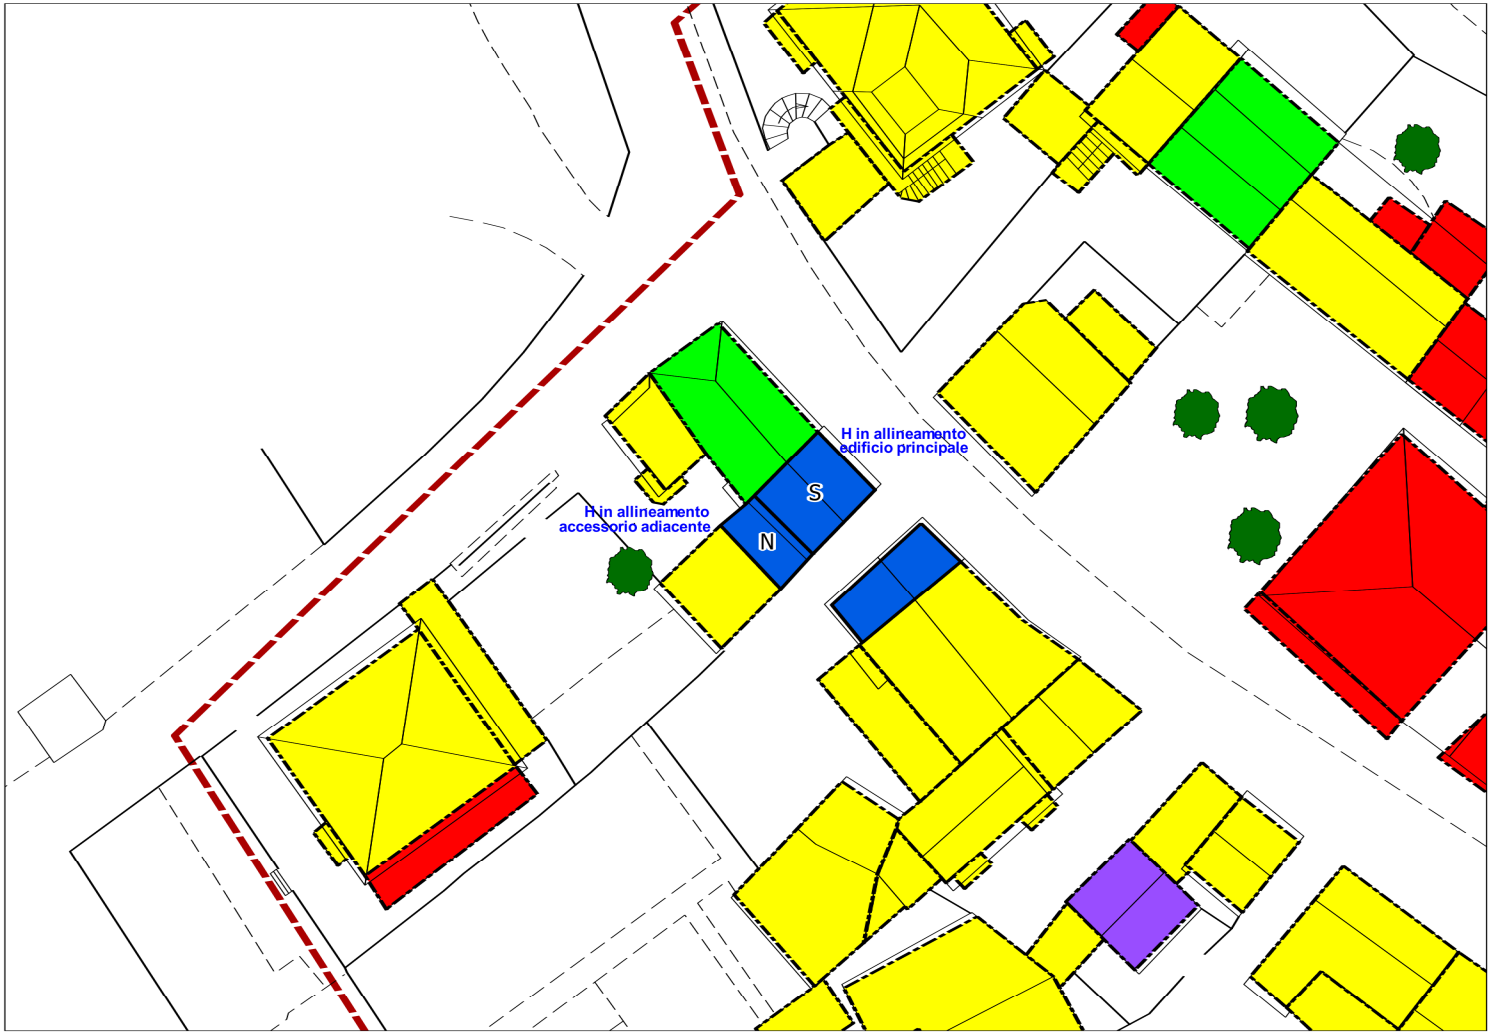 H in allineamento
edificio principale
S
H in allineamento
accessorio adiacente
N